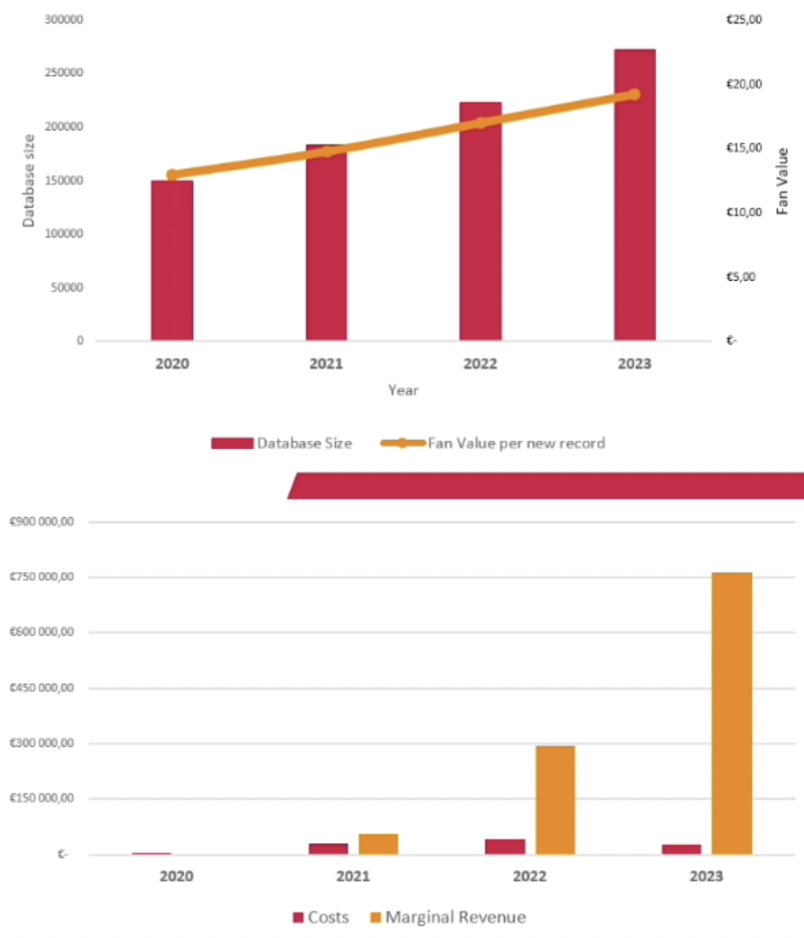 300000
250000
200000
150000
100000
50000
0
Database size
€25,00
€20,00
€15,00
€10,00
€5,00
€-
Fan Value
2020 2021 2022 2023
Year
Database Size Fan Value per new record
€900 000,00
€750 000,00
€600 000,00
€450 000,00
€300 000,00
€150 000,00
€-
2020 2021 2022 2023
Costs Marginal Revenue